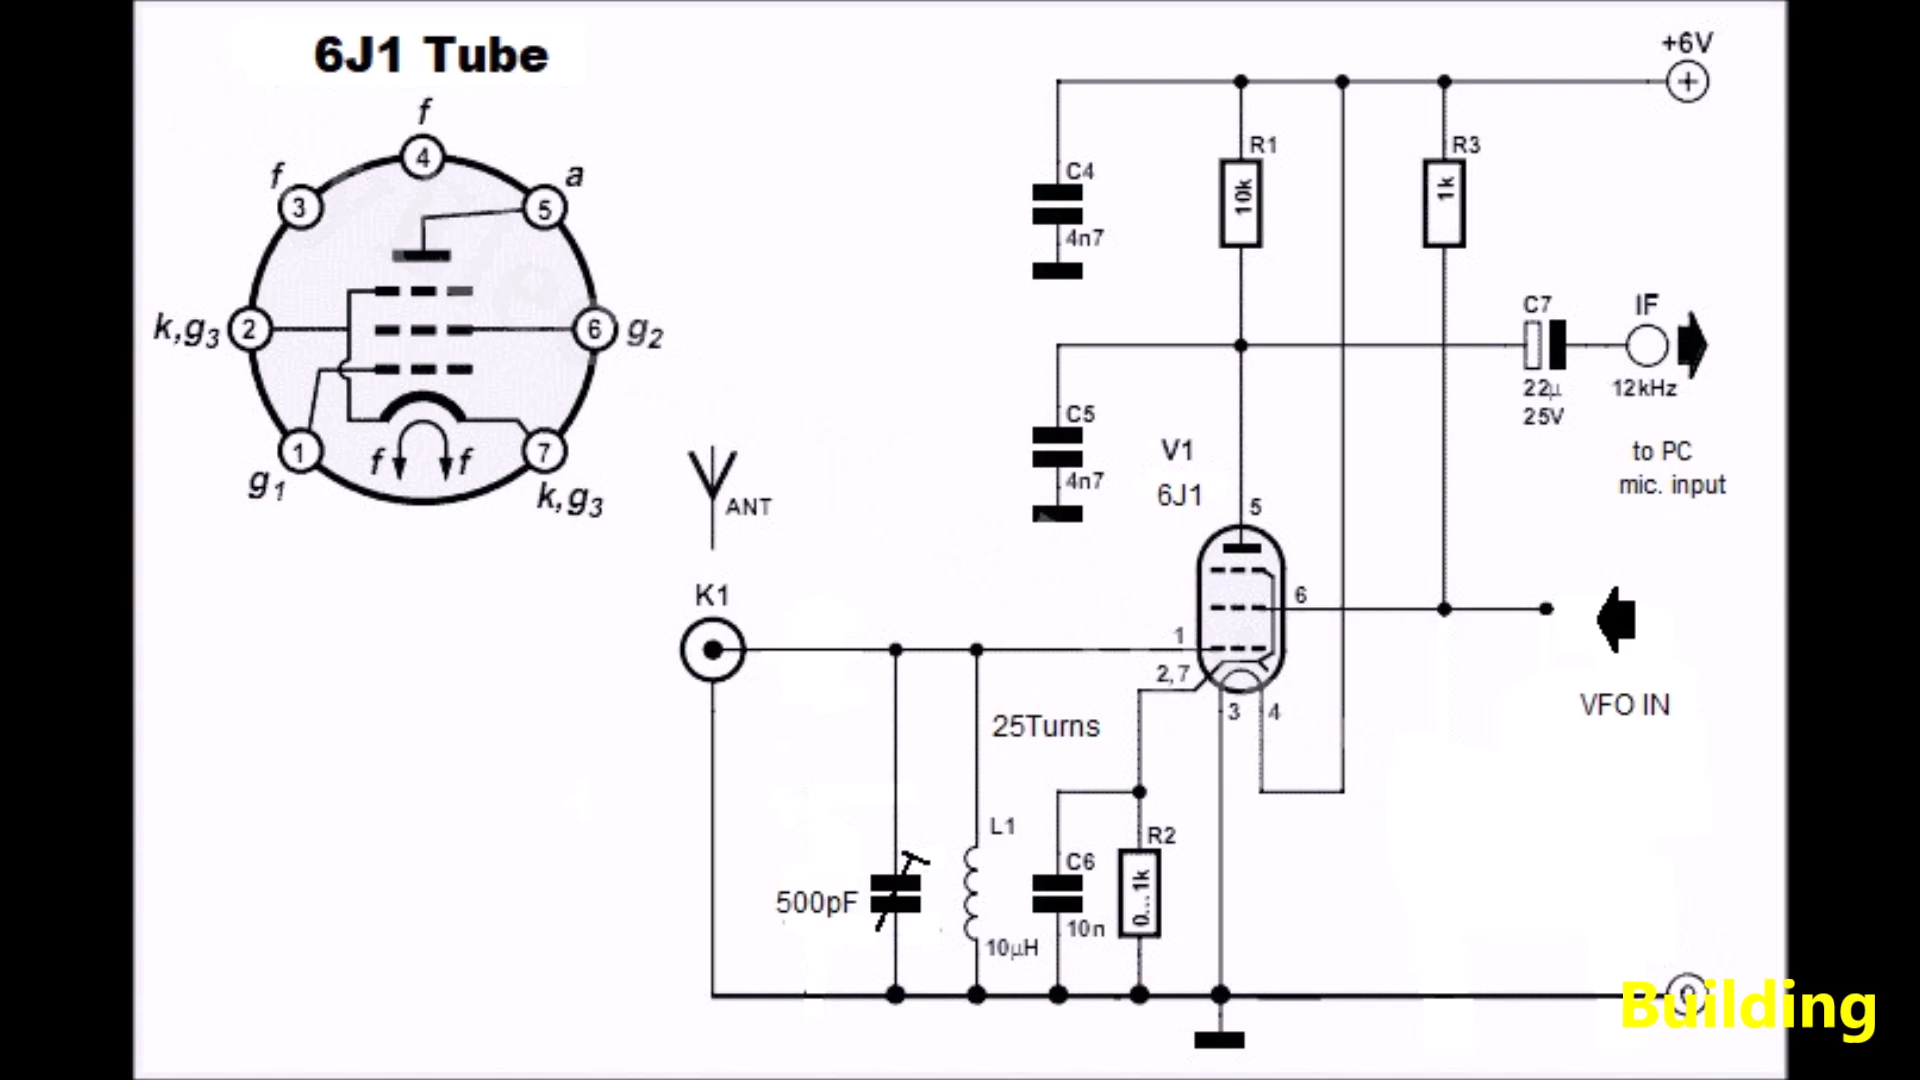 6J1 Tube
f
4
f
3
a
5
k,g3
2
6
g2
1
g1
f
f
7
k,g3
+6V
+
C4
4n7
R1
10k
R3
1k
C7
22µ
25V
IF
12kHz
to PC
mic. input
C5
4n7
V1
6J1
5
ANT
K1
1
2,7
6
3
4
VFO IN
25Turns
L1
10µH
500pF
C6
10n
R2
0...1k
Building